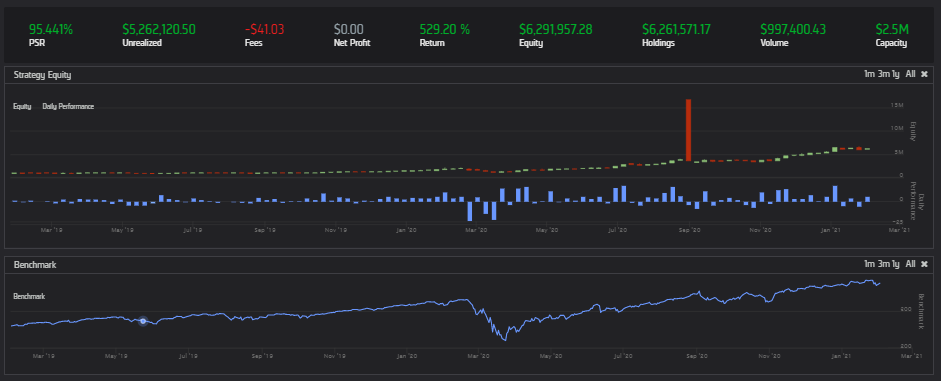 95.441% $5,262,120.50 -$41.03 $0.00 529.20 % $6,291,957.28 $6,261,571.17 $997,400.43 $2.5M
PSR Unrealized Fees Net Profit Return Equity Holdings Volume Capacity
Strategy Equity 1m 3m 1y All ✖
Equity Daily Performance
15M
10M
5M
0
Equity
0
-25
Daily Performance
Mar '19 May '19 Jul '19 Sep '19 Nov '19 Jan '20 Mar '20 May '20 Jul '20 Sep '20 Nov '20 Jan '21 Mar '21
Benchmark 1m 3m 1y All ✖
Benchmark
300
200
Benchmark
Mar '19 May '19 Jul '19 Sep '19 Nov '19 Jan '20 Mar '20 May '20 Jul '20 Sep '20 Nov '20 Jan '21 Mar '21